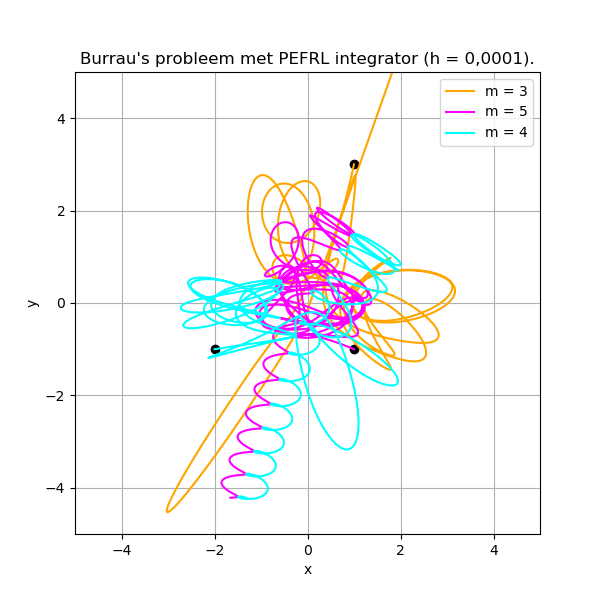 Burrau's probleem met PEFRL integrator (h = 0,0001).
m = 3
m = 5
m = 4
4
2
0
−2
−4
y
−4
−2
0
2
4
x